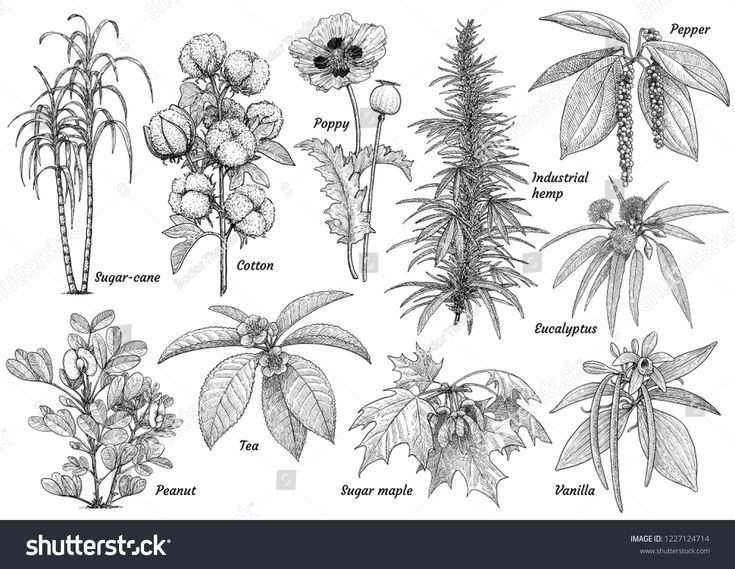 Pepper
Poppy
Industrial
hemp
Sugar-cane
Cotton
Eucalyptus
Tea
Peanut
Sugar maple
Vanilla
shutterstock®
IMAGE ID: 1227124714
www.shutterstock.com